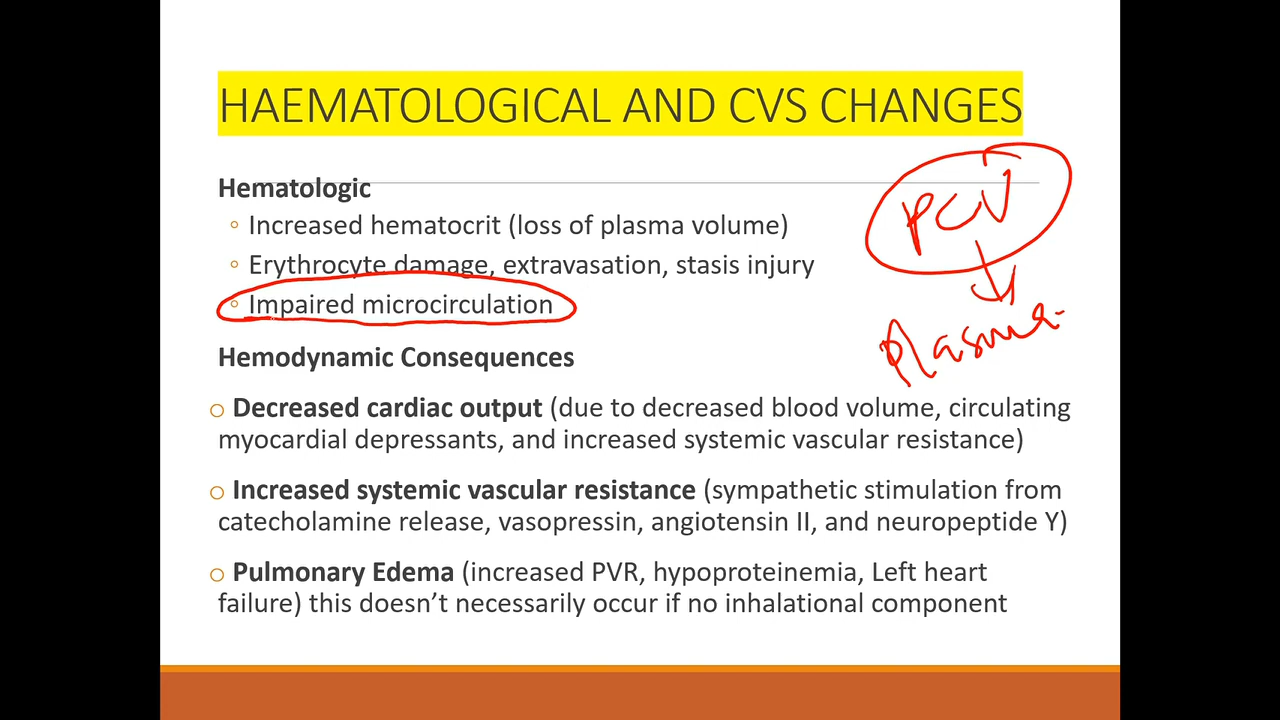 HAEMATOLOGICAL AND CVS CHANGES
Hematologic
◦ Increased hematocrit (loss of plasma volume)
◦ Erythrocyte damage, extravasation, stasis injury
◦ Impaired microcirculation
PCV
Plasma
Hemodynamic Consequences
o Decreased cardiac output (due to decreased blood volume, circulating
myocardial depressants, and increased systemic vascular resistance)
o Increased systemic vascular resistance (sympathetic stimulation from
catecholamine release, vasopressin, angiotensin II, and neuropeptide Y)
o Pulmonary Edema (increased PVR, hypoproteinemia, Left heart
failure) this doesn’t necessarily occur if no inhalational component